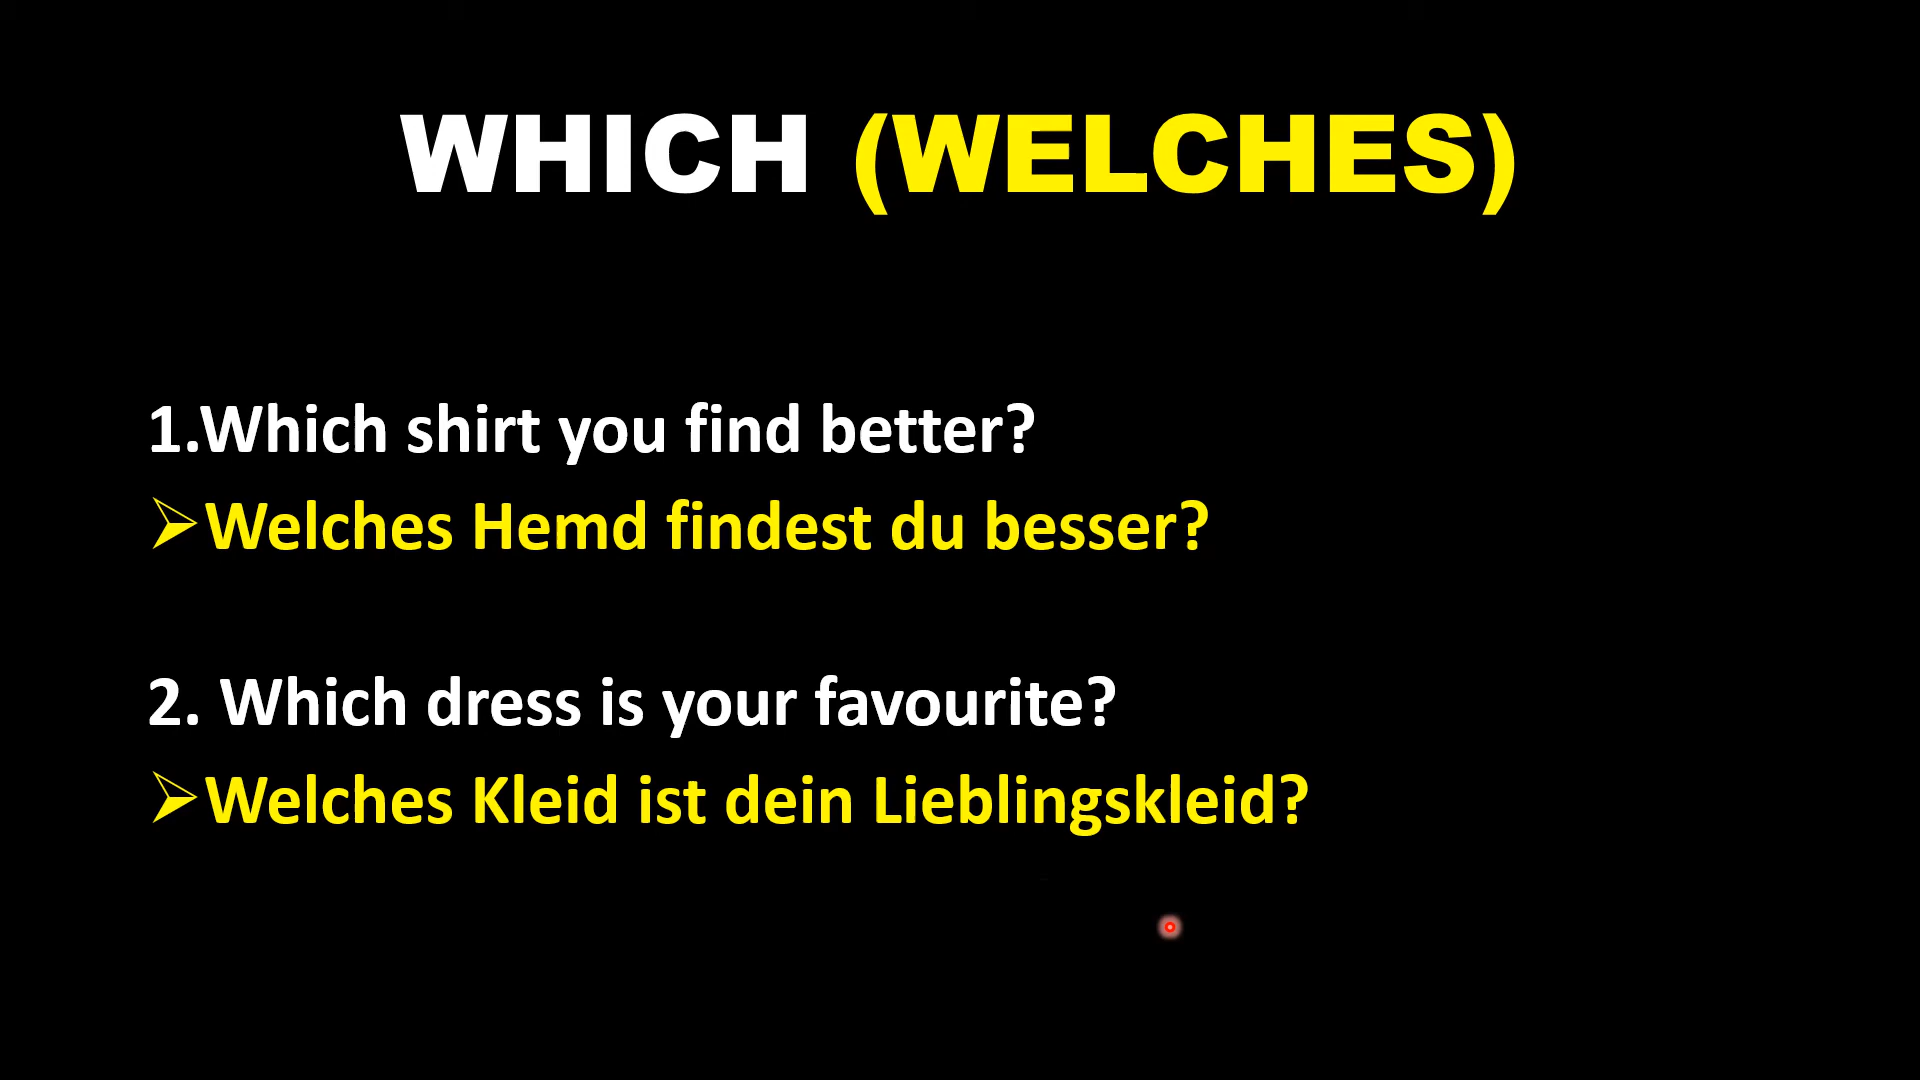 WHICH (WELCHES)
1.Which shirt you find better?
➢Welches Hemd findest du besser?
2. Which dress is your favourite?
➢Welches Kleid ist dein Lieblingskleid?